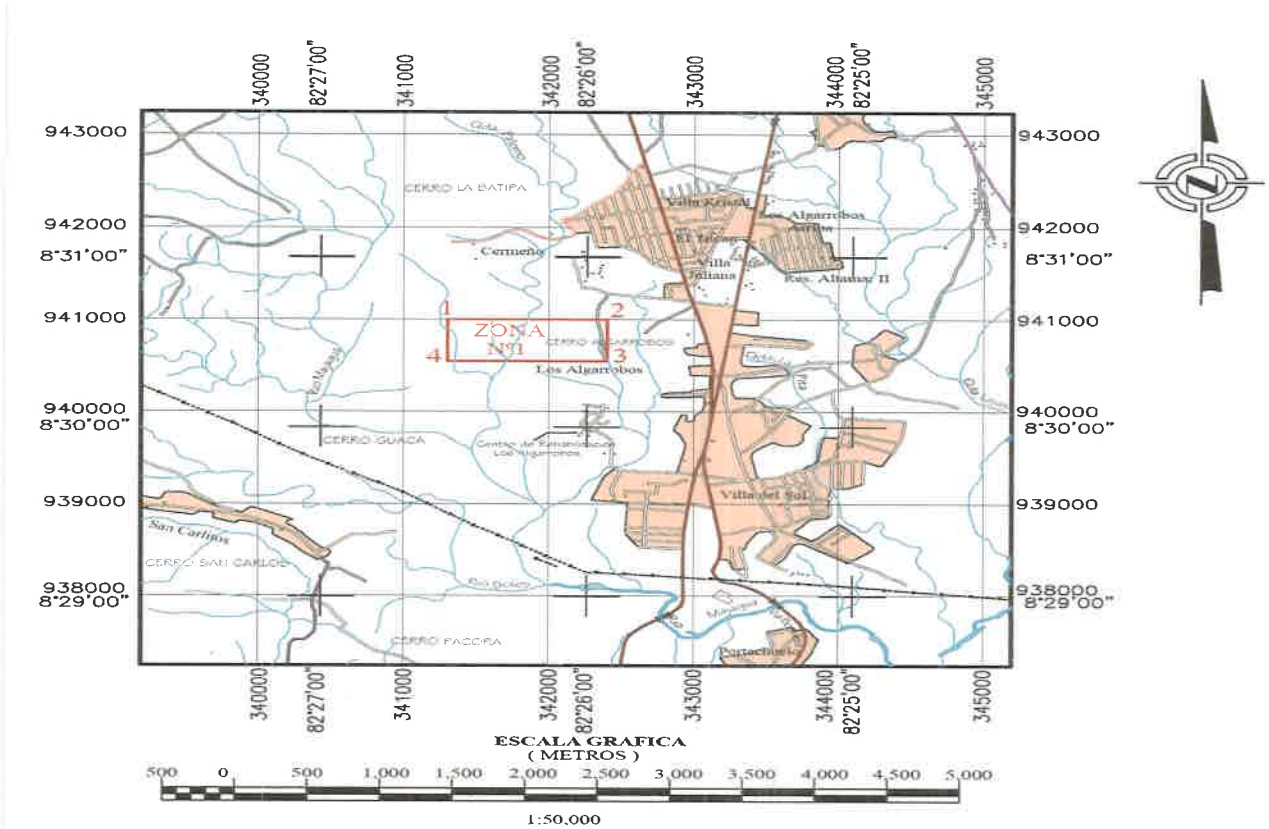 340000 82°27'00" 341000 342000 82°26'00" 343000 344000 82°25'00" 345000
943000 943000
CERRO LA BATIPA
Villa Kristal
Los Algarrobos
Arriba
942000 942000
Cermeño
Villa
Juliana
Res. Altamar II
8°31'00" 8°31'00"
941000 941000
1 2
ZONA
N°1
CERRO ALGARROBOS
4 3
Los Algarrobos
940000 940000
8°30'00" 8°30'00"
CERRO GUACA
Centro de Rehabilitación
Los Algarrobos
939000 939000
Villa del Sol
San Carlitos
CERRO SAN CARLOS
938000 938000
8°29'00" 8°29'00"
CERRO PACORA
Portachuelo
340000 82°27'00" 341000 342000 82°26'00" 343000 344000 82°25'00" 345000
N
ESCALA GRAFICA
( METROS )
500 0 500 1,000 1,500 2,000 2,500 3,000 3,500 4,000 4,500 5,000
1:50,000